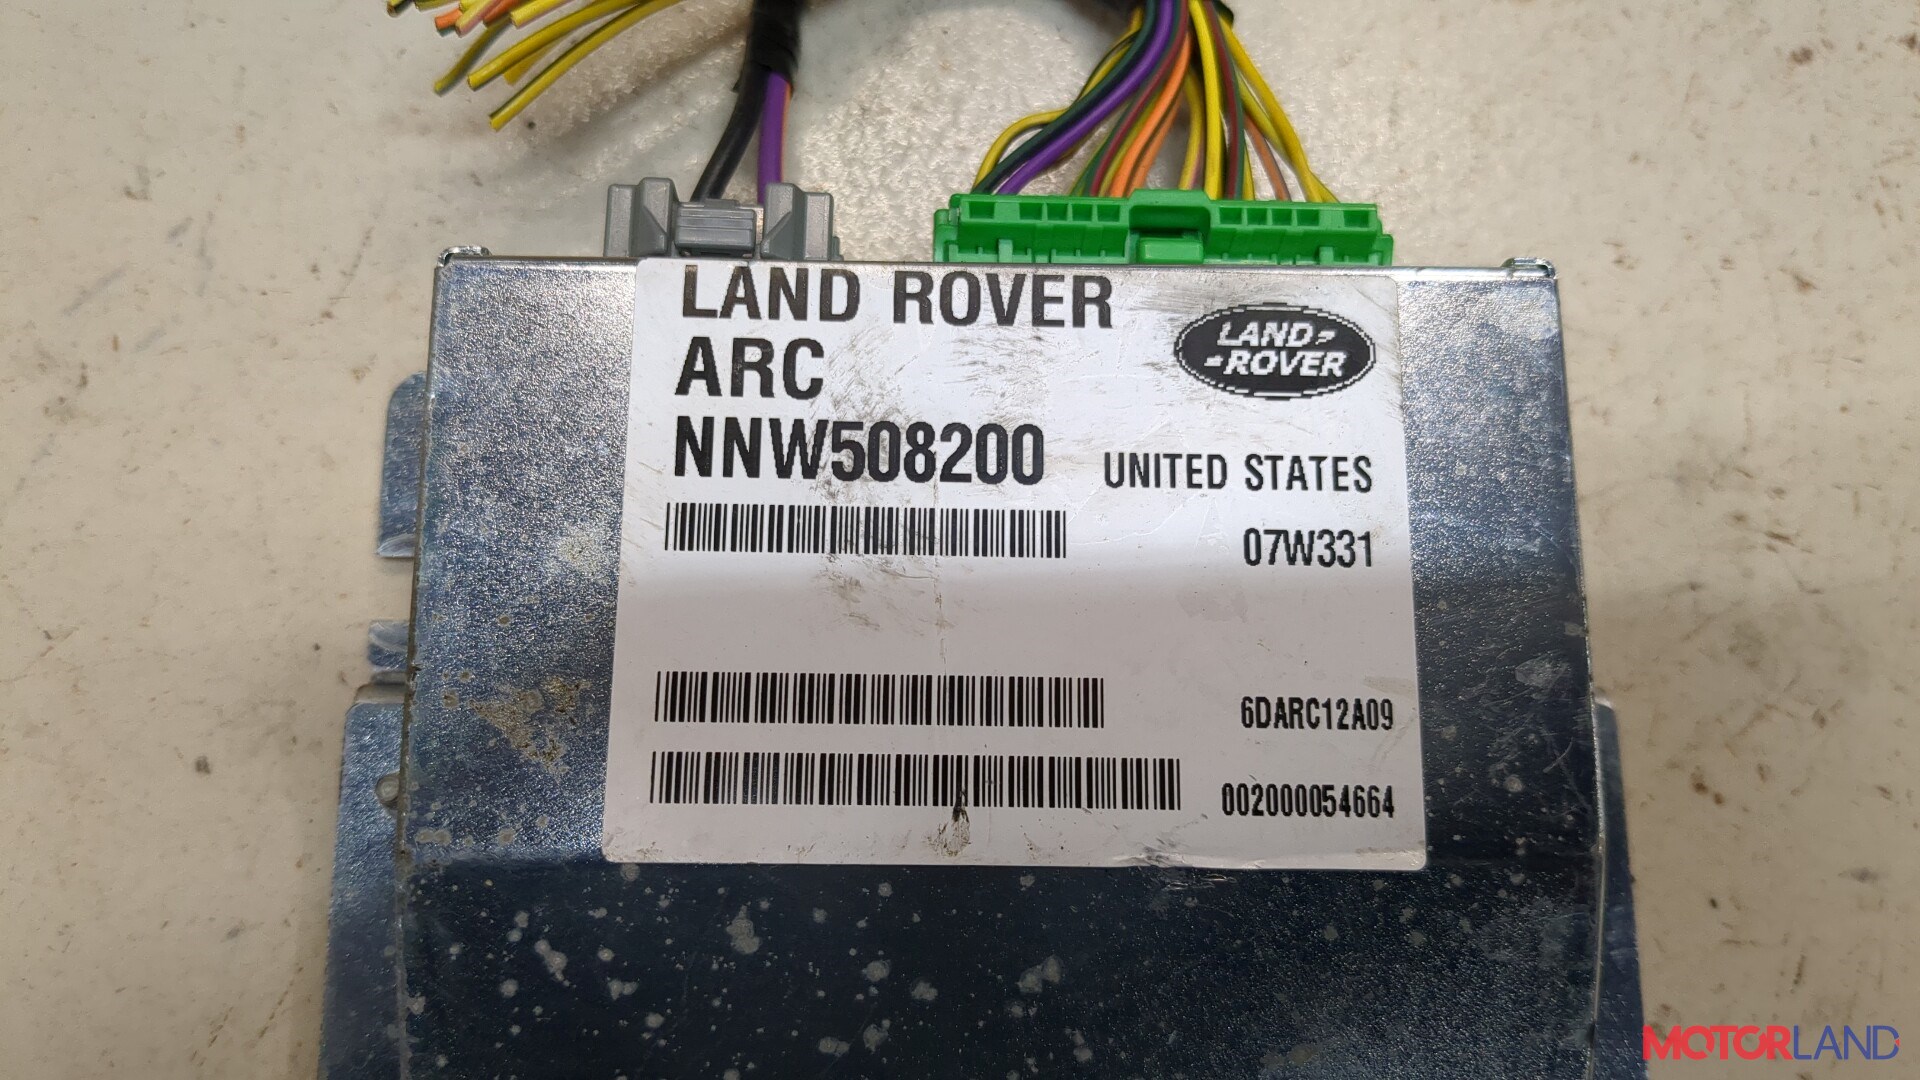 LAND ROVER
ARC
LAND
ROVER
NNW508200
UNITED STATES
07W331
6DARC12A09
002000054664
MOTORLAND